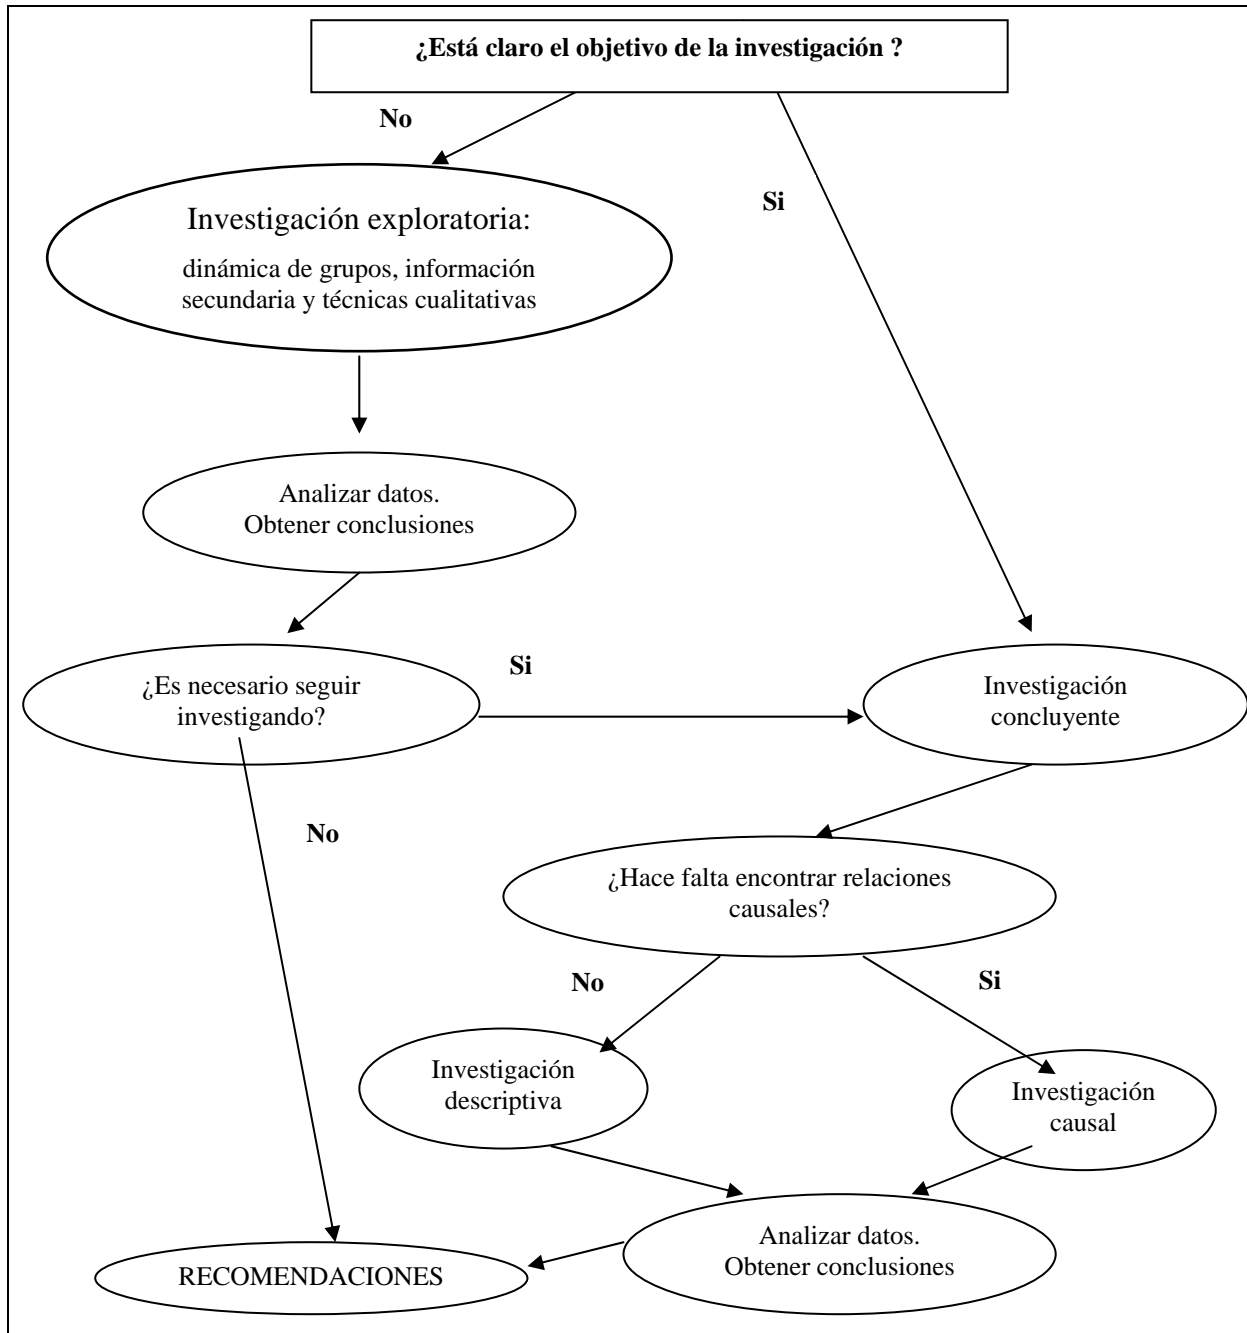 ¿Está claro el objetivo de la investigación ?
No
Si
Investigación exploratoria:
dinámica de grupos, información
secundaria y técnicas cualitativas
Analizar datos.
Obtener conclusiones
¿Es necesario seguir
investigando?
Si
Investigación
concluyente
No
¿Hace falta encontrar relaciones
causales?
No
Si
Investigación
descriptiva
Investigación
causal
Analizar datos.
Obtener conclusiones
RECOMENDACIONES